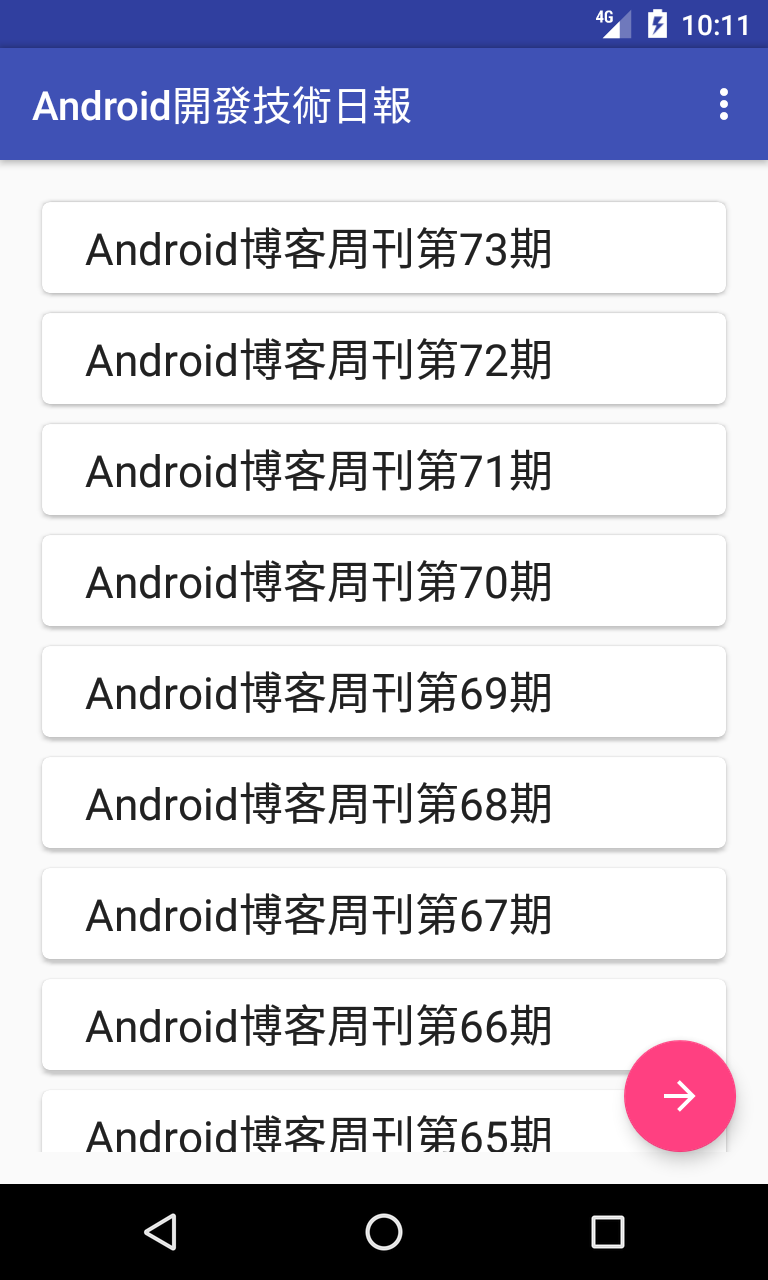 4G 10:11
Android開發技術日報
Android博客周刊第73期
Android博客周刊第72期
Android博客周刊第71期
Android博客周刊第70期
Android博客周刊第69期
Android博客周刊第68期
Android博客周刊第67期
Android博客周刊第66期
Android博客周刊第65期